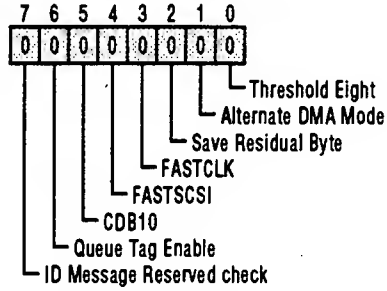 7 6 5 4 3 2 1 0
0 0 0 0 0 0 0 0
Threshold Eight
Alternate DMA Mode
Save Residual Byte
FASTCLK
FASTSCSI
CDB10
Queue Tag Enable
ID Message Reserved check